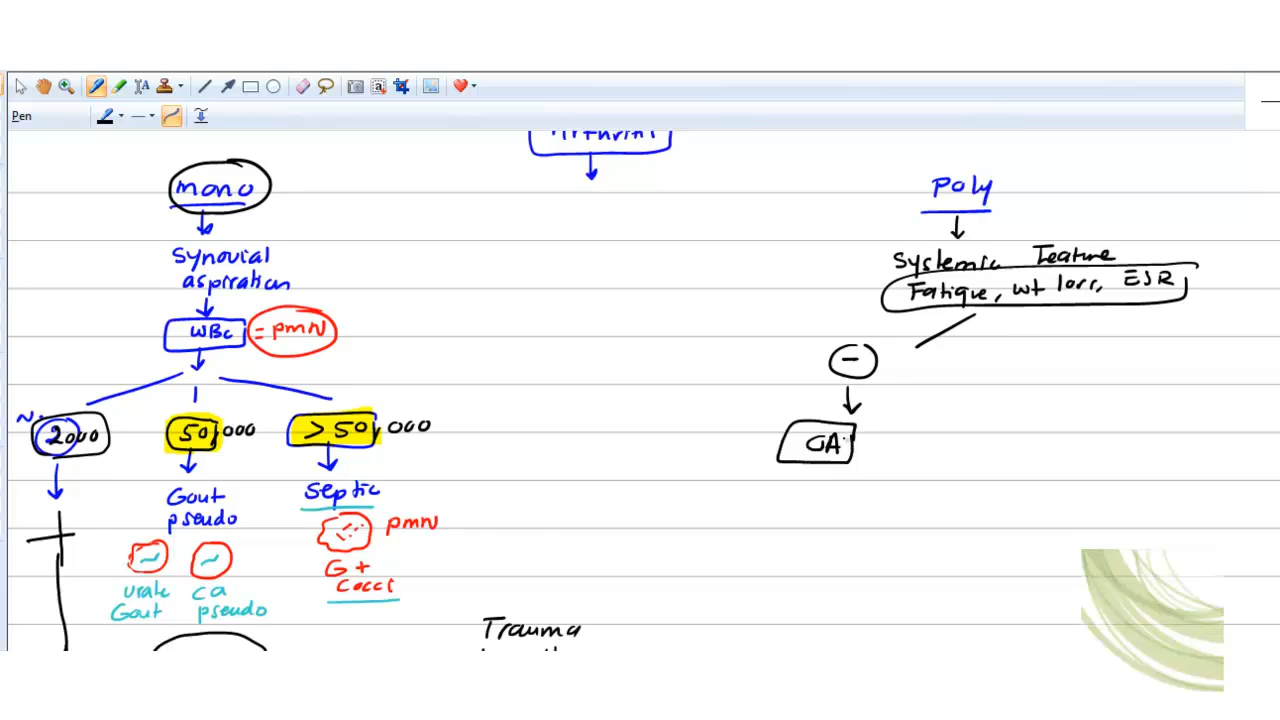 Pen
Arthriti
mono
Synovial
aspiration
WBC
= PMN
N.
2000
50,000
> 50,000
Gout
pseudo
Septic
PMN
G +
Cocci
urate
Gout
Ca
pseudo
Trauma
Poly
Systemic Feature
Fatigue, wt loss, ESR
−
OA